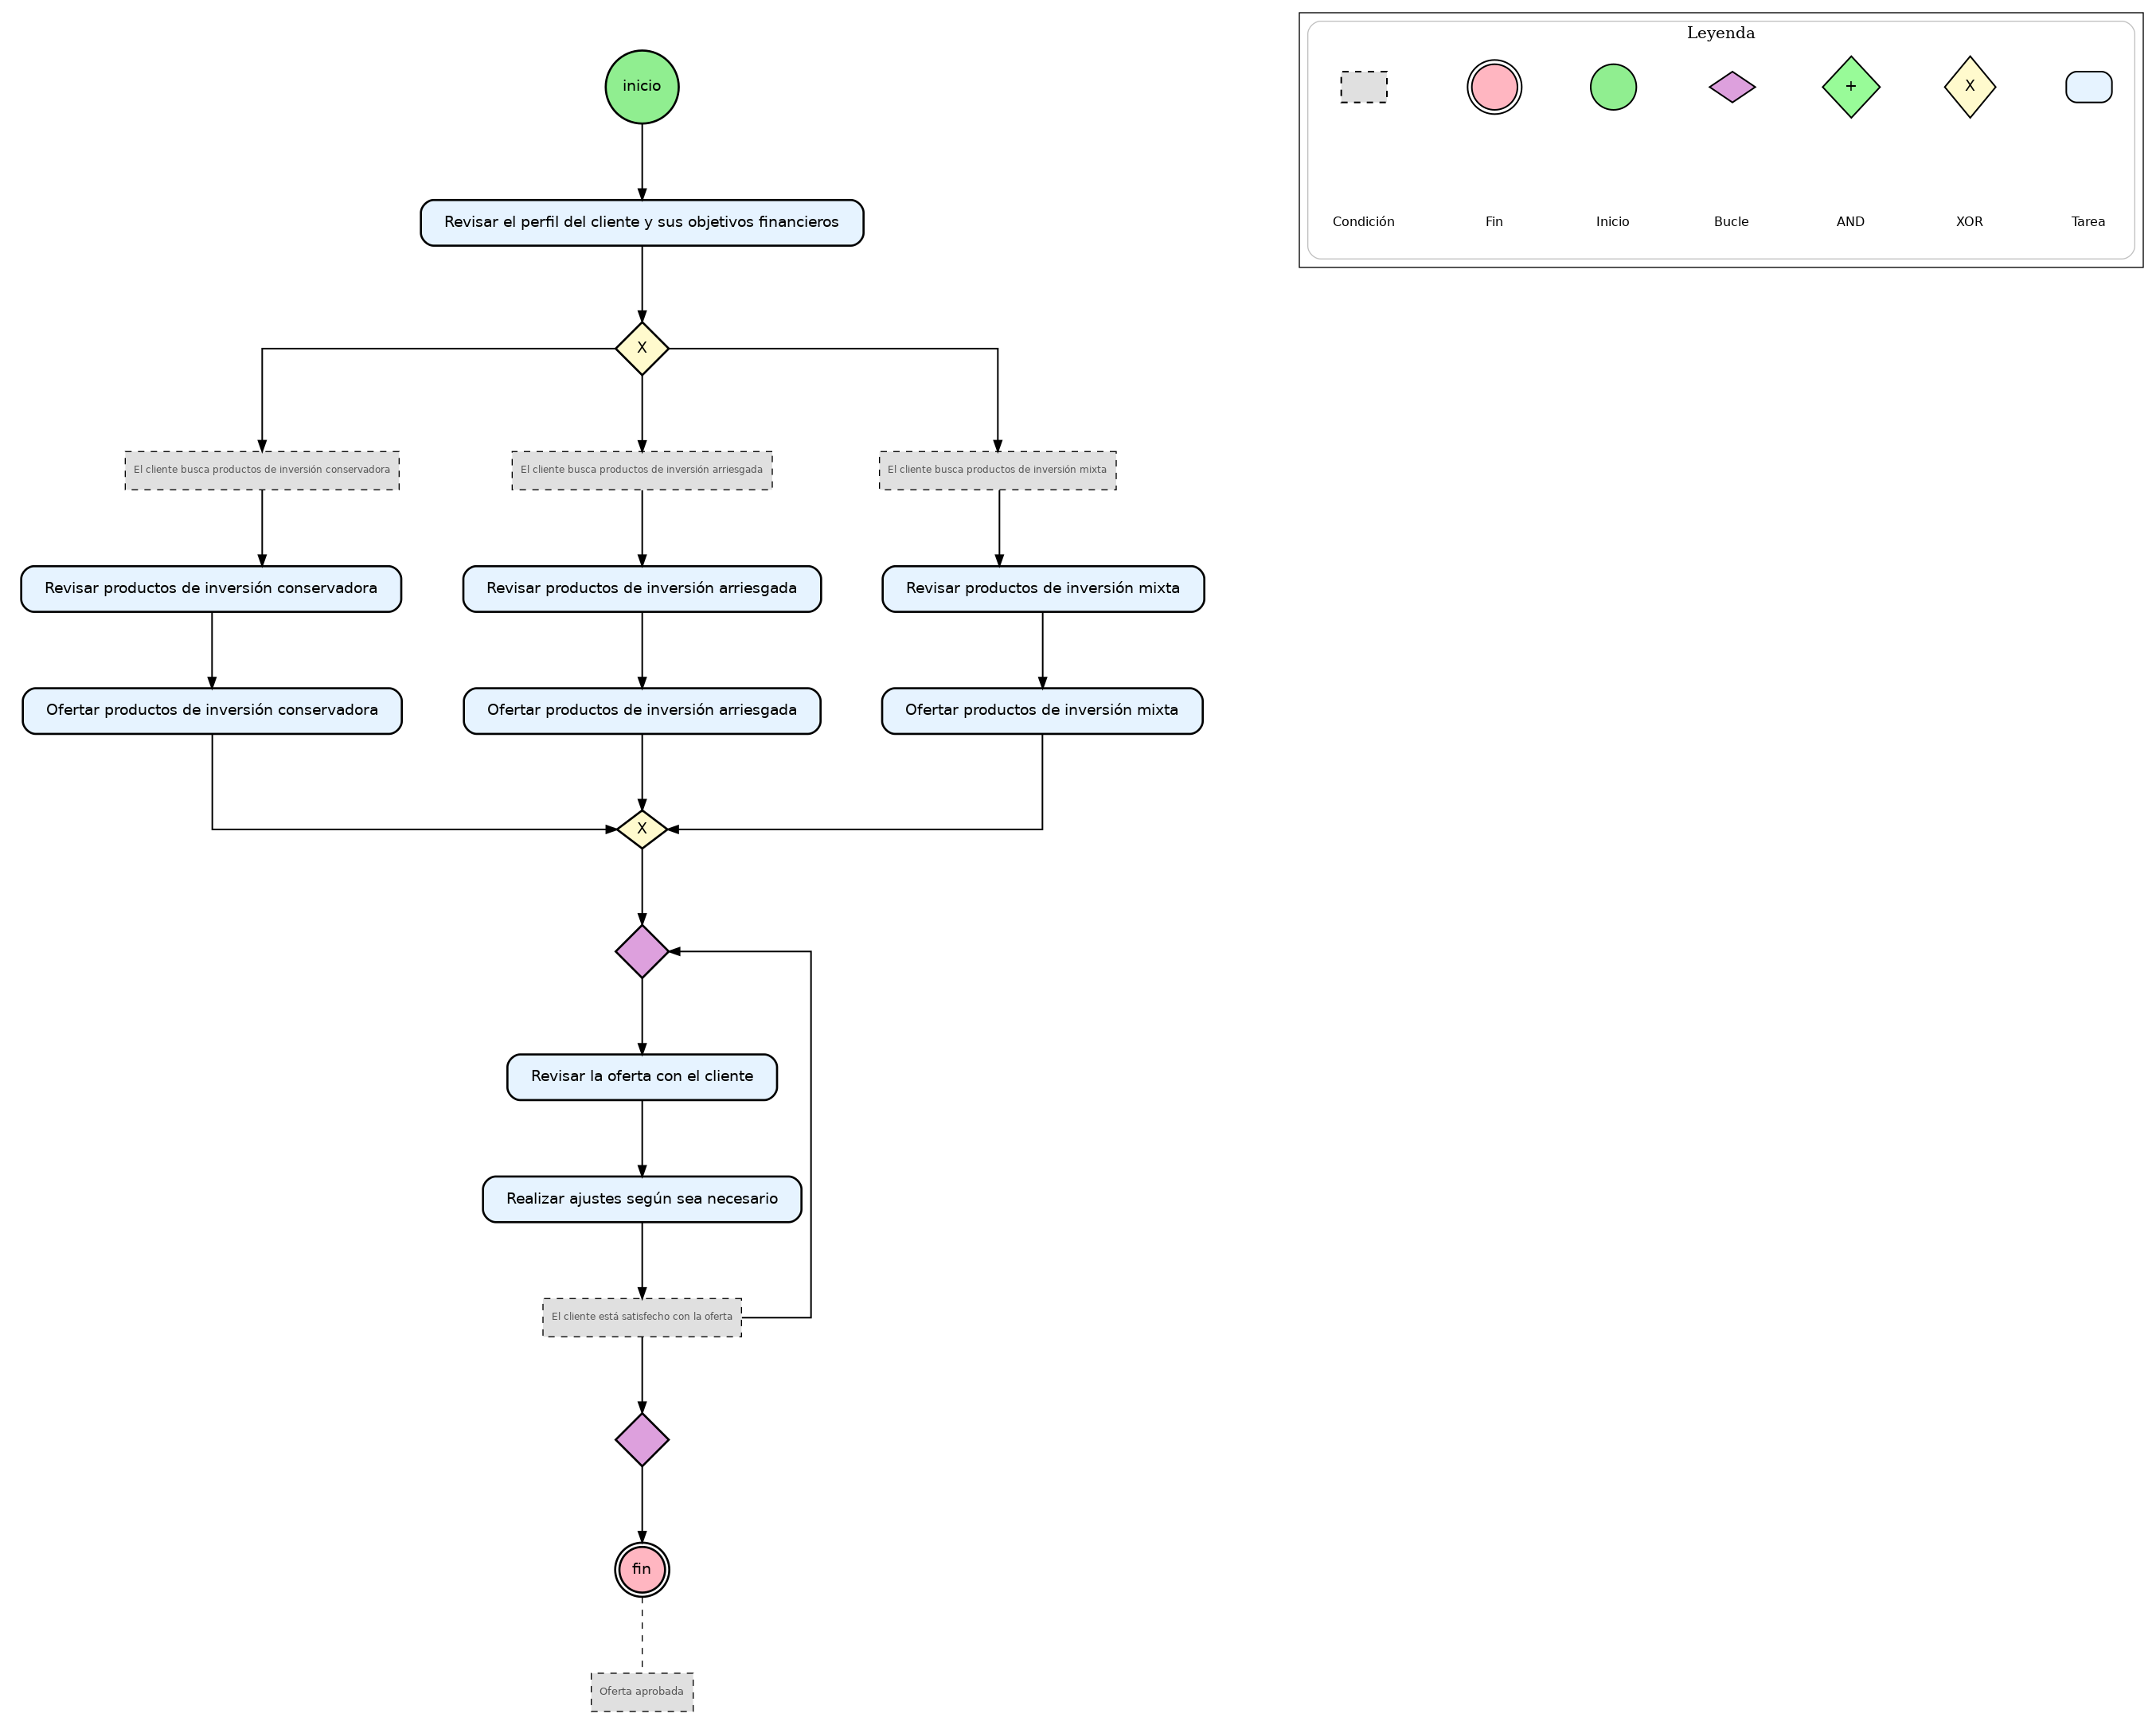 Leyenda
inicio
+
X
Condición
Fin
Inicio
Bucle
AND
XOR
Tarea
Revisar el perfil del cliente y sus objetivos financieros
X
El cliente busca productos de inversión conservadora
El cliente busca productos de inversión arriesgada
El cliente busca productos de inversión mixta
Revisar productos de inversión conservadora
Revisar productos de inversión arriesgada
Revisar productos de inversión mixta
Ofertar productos de inversión conservadora
Ofertar productos de inversión arriesgada
Ofertar productos de inversión mixta
X
Revisar la oferta con el cliente
Realizar ajustes según sea necesario
El cliente está satisfecho con la oferta
fin
Oferta aprobada